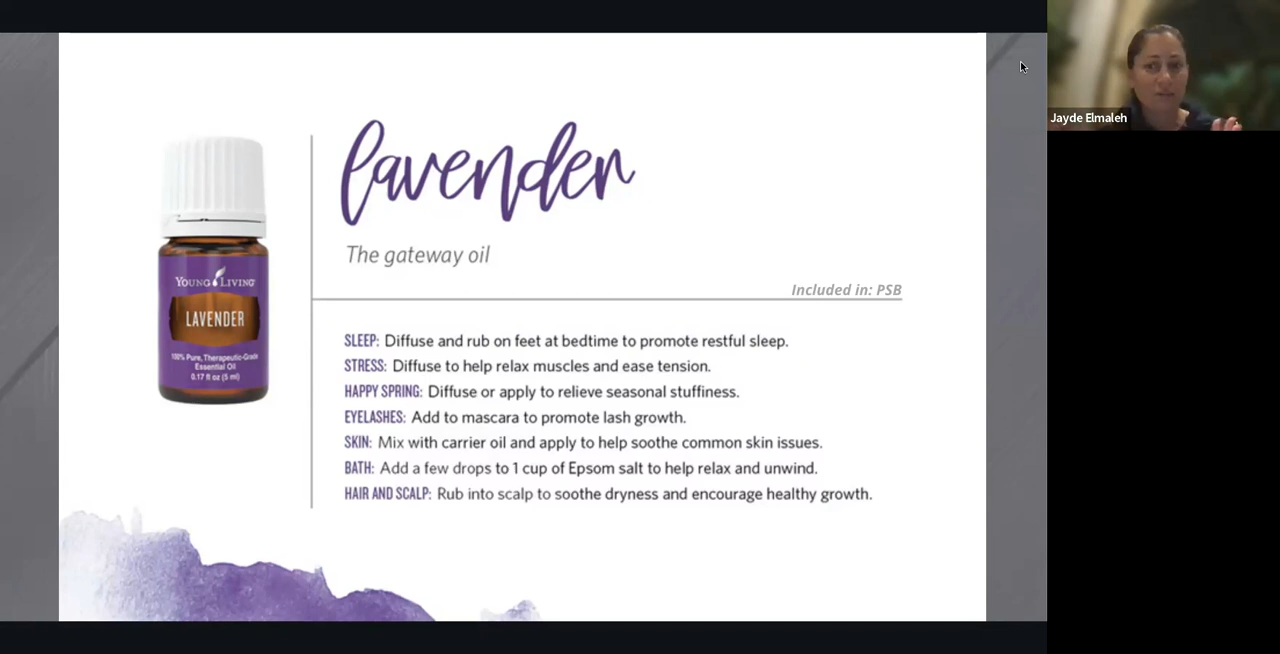 Jayde Elmaleh
lavender
The gateway oil
Included in: PSB
YOUNG LIVING
LAVENDER
100% Pure, Therapeutic-Grade
Essential Oil
0.17 fl oz (5 ml)
SLEEP: Diffuse and rub on feet at bedtime to promote restful sleep.
STRESS: Diffuse to help relax muscles and ease tension.
HAPPY SPRING: Diffuse or apply to relieve seasonal stuffiness.
EYELASHES: Add to mascara to promote lash growth.
SKIN: Mix with carrier oil and apply to help soothe common skin issues.
BATH: Add a few drops to 1 cup of Epsom salt to help relax and unwind.
HAIR AND SCALP: Rub into scalp to soothe dryness and encourage healthy growth.